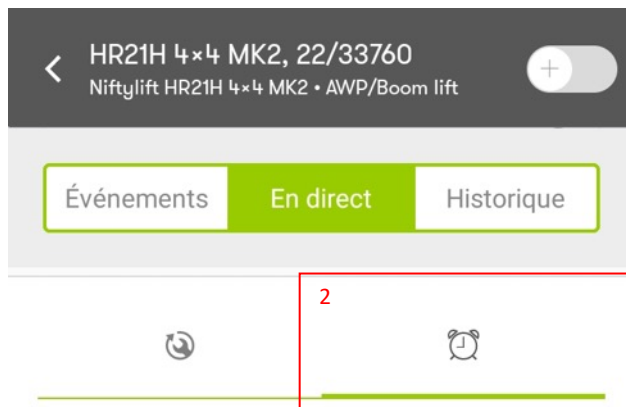 HR21H 4×4 MK2, 22/33760
Niftylift HR21H 4×4 MK2 • AWP/Boom lift
Événements
En direct
Historique
2